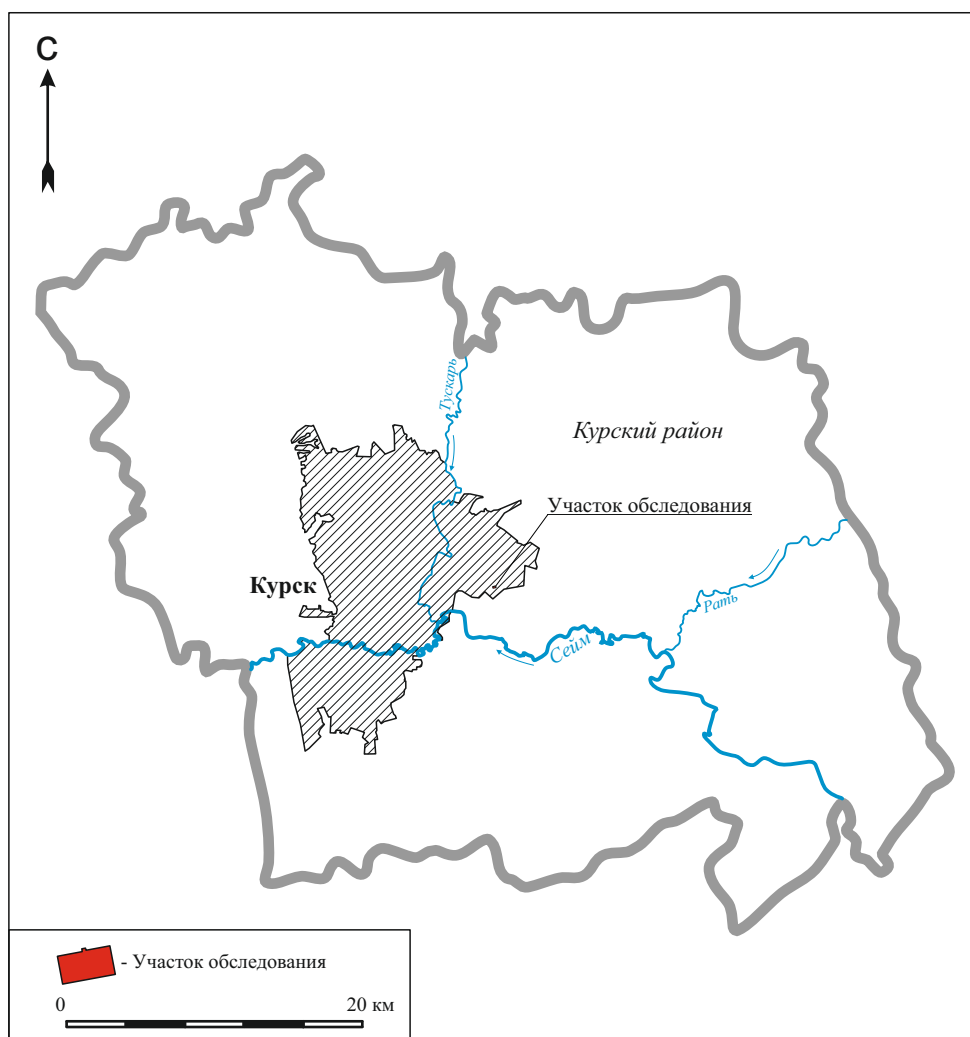 С
Тускарь
Курский район
Участок обследования
Курск
Рать
Сейм
- Участок обследования
0 20 км